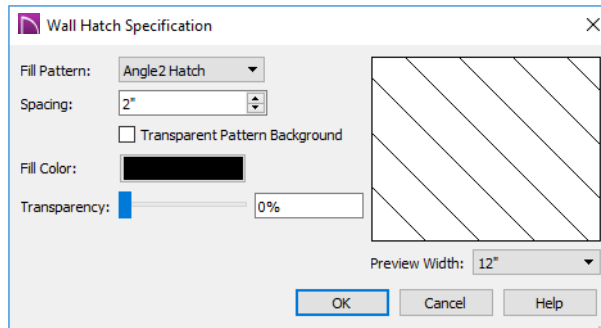 Wall Hatch Specification
Fill Pattern: Angle2 Hatch
Spacing: 2"
Transparent Pattern Background
Fill Color:
Transparency: 0%
Preview Width: 12"
OK Cancel Help